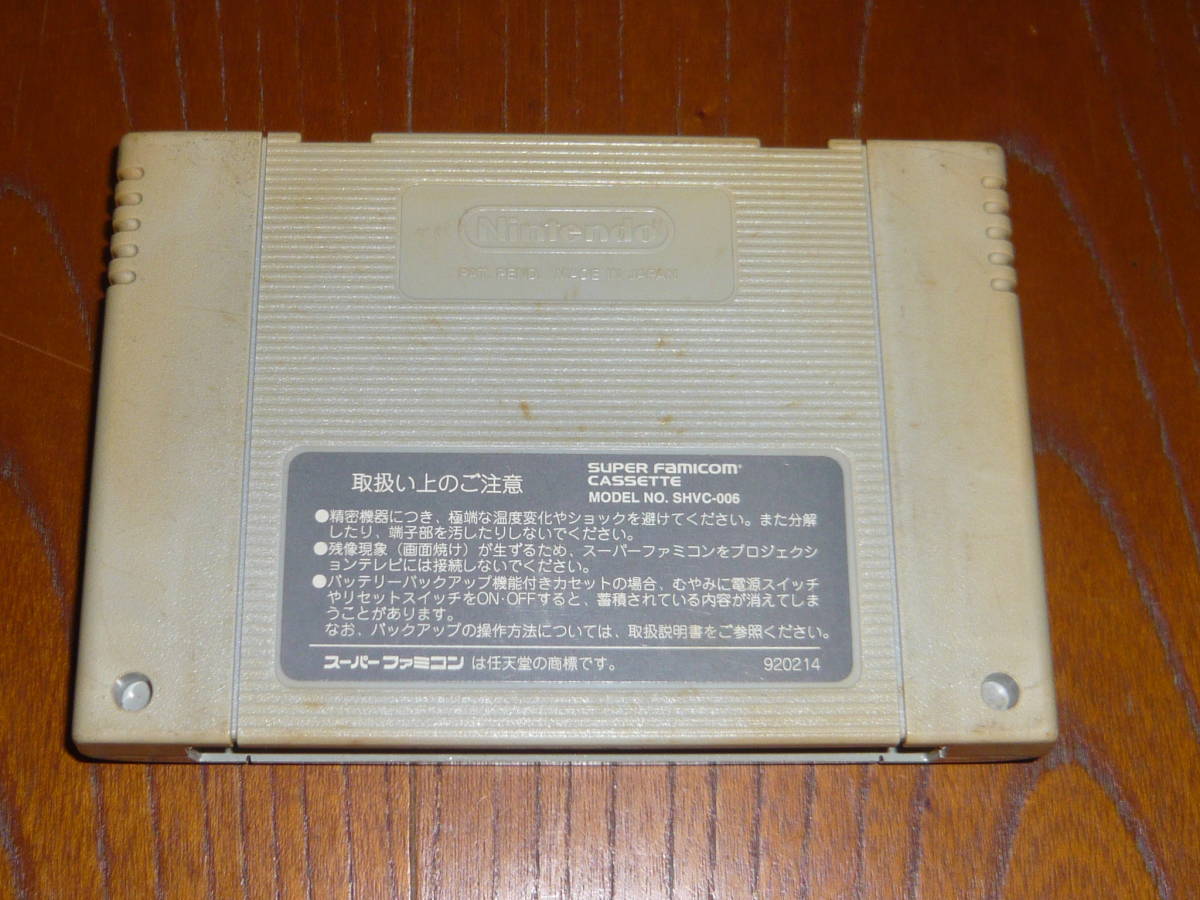 Nintendo
PAT. PEND. MADE IN JAPAN
取扱い上のご注意
SUPER FAMICOM
CASSETTE
MODEL NO. SHVC-006
●精密機器につき、極端な温度変化やショックを避けてください。また分解
したり、端子部を汚したりしないでください。
●残像現象（画面焼け）が生ずるため、スーパーファミコンをプロジェクシ
ョンテレビには接続しないでください。
●バッテリーバックアップ機能付きカセットの場合、むやみに電源スイッチ
やリセットスイッチをON・OFFすると、蓄積されている内容が消えてしま
うことがあります。
なお、バックアップの操作方法については、取扱説明書をご参照ください。
スーパーファミコン は任天堂の商標です。 920214